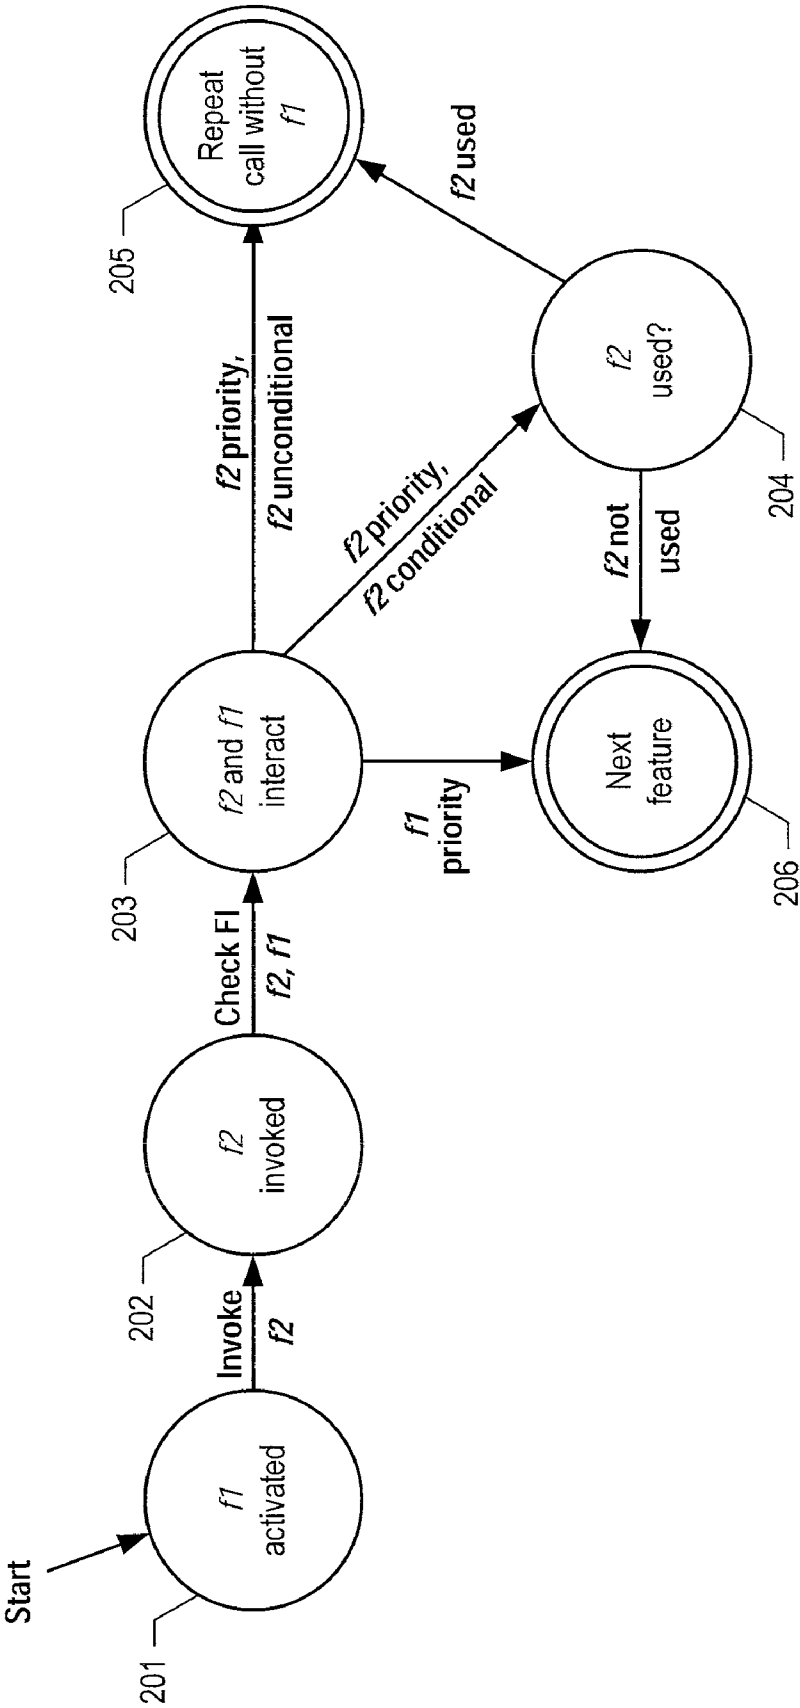 Start
201
f1
activated
Invoke
f2
202
f2
invoked
Check FI
f2, f1
203
f2 and f1
interact
f2 priority,
f2 unconditional
205
Repeat
call without
f1
f2 priority,
f2 conditional
f2 used
f1
priority
206
Next
feature
f2 not
used
204
f2
used?